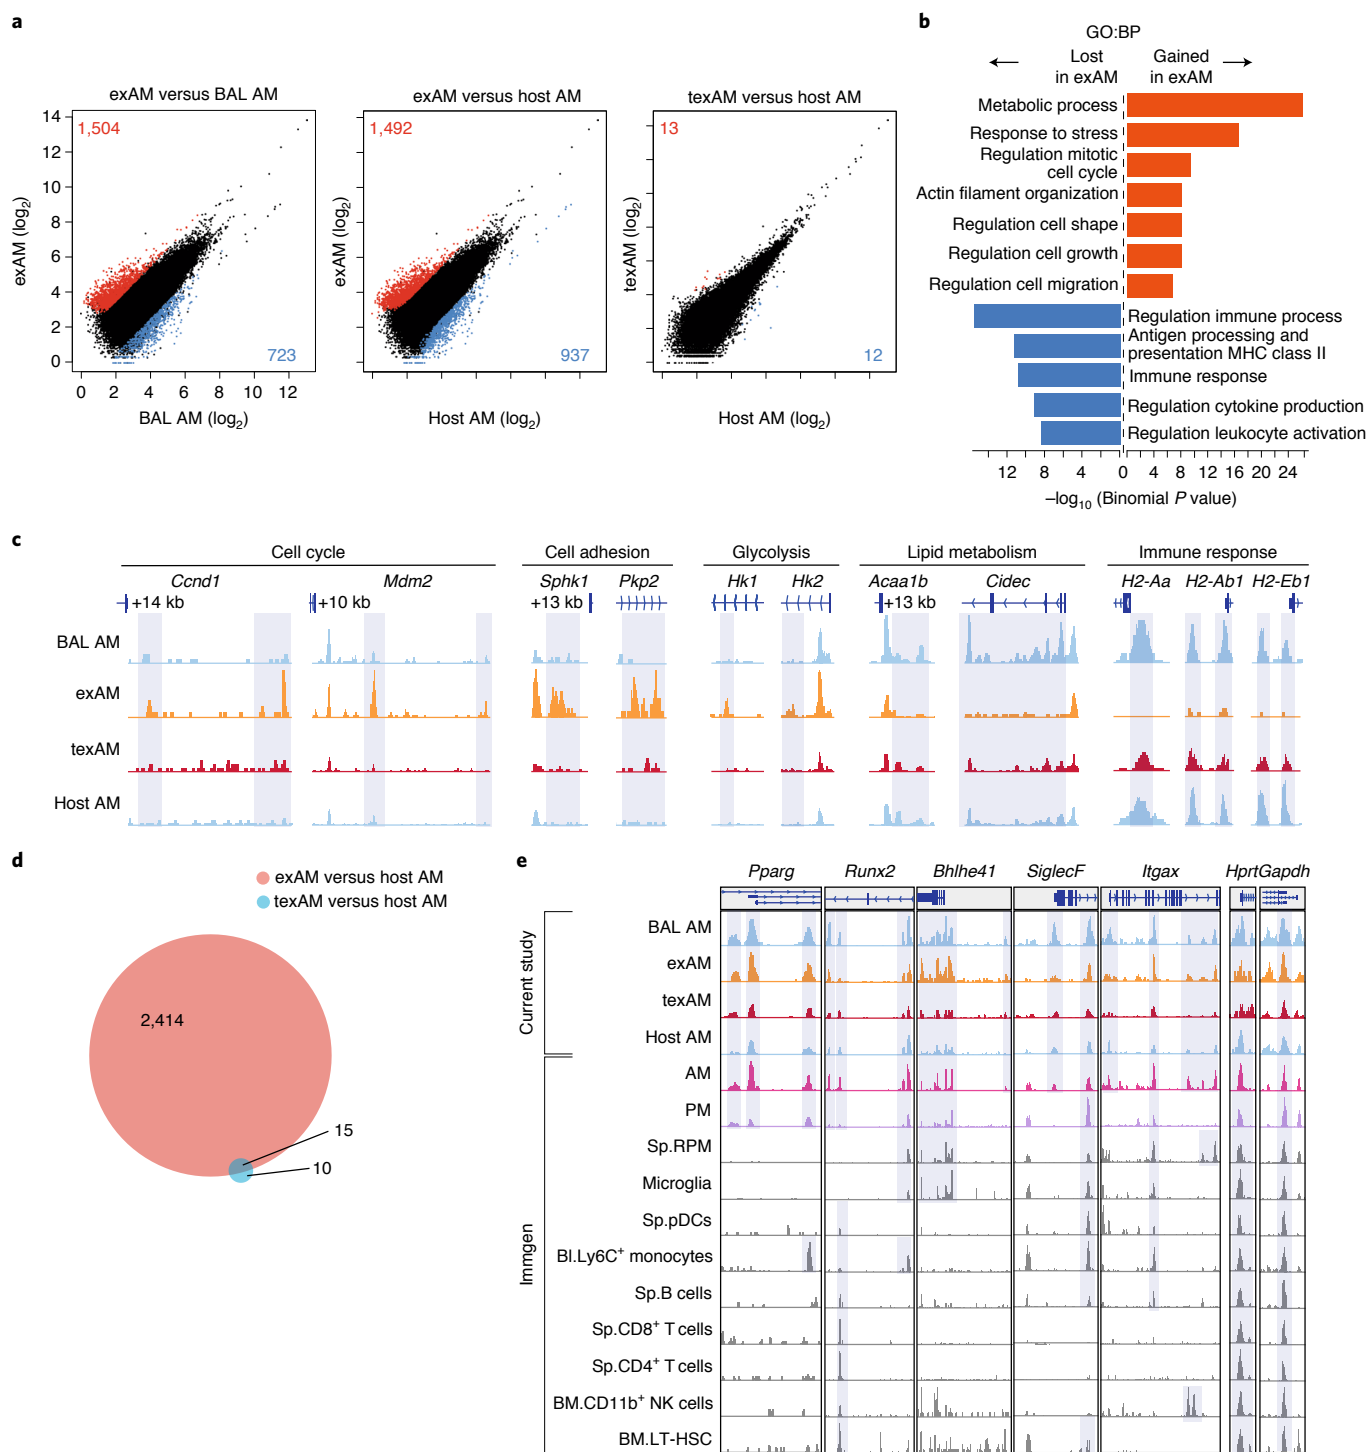 a
exAM versus BAL AM
exAM versus host AM
texAM versus host AM
1,504
1,492
13
723
937
12
14
12
10
8
6
4
2
0
exAM (log2)
exAM (log2)
texAM (log2)
0 2 4 6 8 10 12
BAL AM (log2)
Host AM (log2)
Host AM (log2)
b
GO:BP
Lost
in exAM
Gained
in exAM
Metabolic process
Response to stress
Regulation mitotic
cell cycle
Actin filament organization
Regulation cell shape
Regulation cell growth
Regulation cell migration
Regulation immune process
Antigen processing and
presentation MHC class II
Immune response
Regulation cytokine production
Regulation leukocyte activation
12 8 4 0 4 8 12 16 20 24
–log10 (Binomial P value)
c
Cell cycle
Cell adhesion
Glycolysis
Lipid metabolism
Immune response
Ccnd1
Mdm2
Sphk1
Pkp2
Hk1
Hk2
Acaa1b
Cidec
H2-Aa
H2-Ab1
H2-Eb1
+14 kb
+10 kb
+13 kb
+13 kb
BAL AM
exAM
texAM
Host AM
d
exAM versus host AM
texAM versus host AM
2,414
15
10
e
Pparg
Runx2
Bhlhe41
SiglecF
Itgax
Hprt
Gapdh
Current study
BAL AM
exAM
texAM
Host AM
Immgen
AM
PM
Sp.RPM
Microglia
Sp.pDCs
Bl.Ly6C+ monocytes
Sp.B cells
Sp.CD8+ T cells
Sp.CD4+ T cells
BM.CD11b+ NK cells
BM.LT-HSC